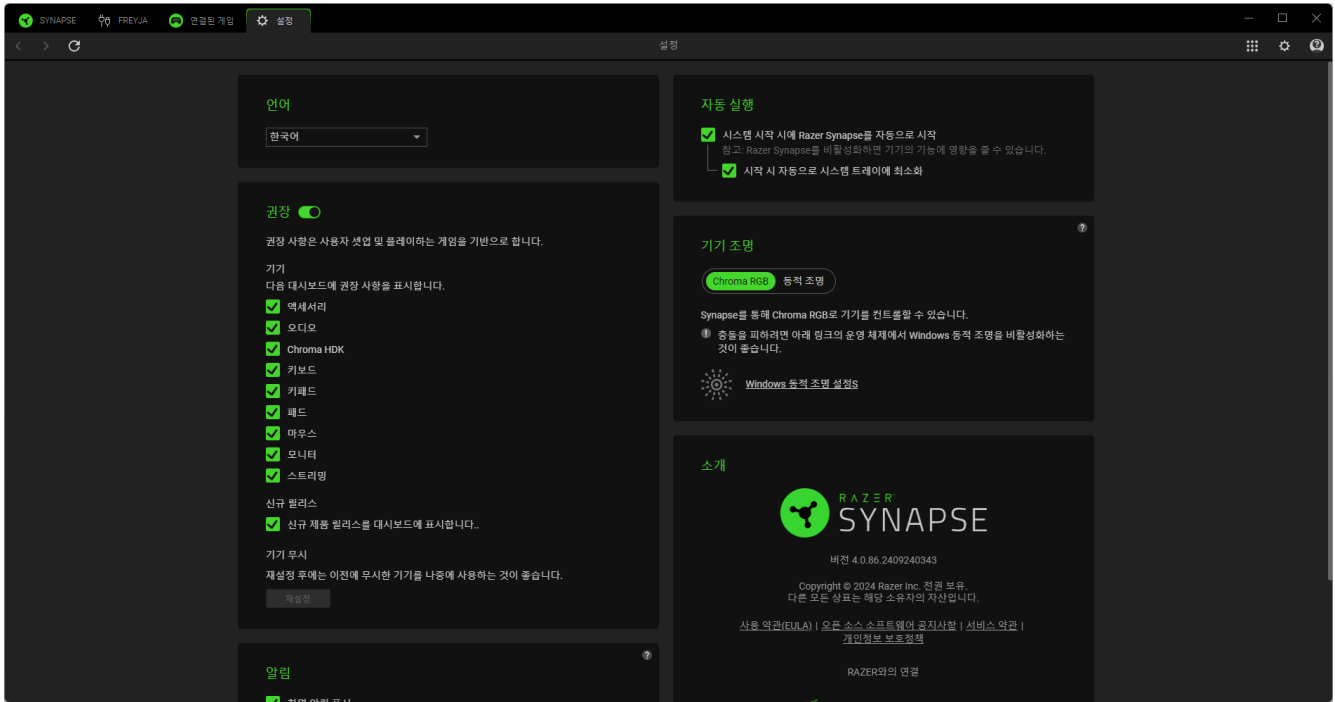 SYNAPSE
FREYJA
연결된 게임
설정
설정
언어
한국어
권장
권장 사항은 사용자 셋업 및 플레이하는 게임을 기반으로 합니다.
기기
다음 대시보드에 권장 사항을 표시합니다.
액세서리
오디오
Chroma HDK
키보드
키패드
패드
마우스
모니터
스트리밍
신규 릴리스
신규 제품 릴리스를 대시보드에 표시합니다..
기기 무시
재설정 후에는 이전에 무시한 기기를 나중에 사용하는 것이 좋습니다.
재설정
알림
화면 알림 표시
자동 실행
시스템 시작 시에 Razer Synapse를 자동으로 시작
참고: Razer Synapse를 비활성화하면 기기의 기능에 영향을 줄 수 있습니다.
시작 시 자동으로 시스템 트레이에 최소화
기기 조명
Chroma RGB
동적 조명
Synapse를 통해 Chroma RGB로 기기를 컨트롤할 수 있습니다.
충돌을 피하려면 아래 링크의 운영 체제에서 Windows 동적 조명을 비활성화하는
것이 좋습니다.
Windows 동적 조명 설정S
소개
RAZER
SYNAPSE
버전 4.0.86.2409240343
Copyright © 2024 Razer Inc. 전권 보유.
다른 모든 상표는 해당 소유자의 자산입니다.
사용 약관(EULA) | 오픈 소스 소프트웨어 공지사항 | 서비스 약관 |
개인정보 보호정책
RAZER와의 연결